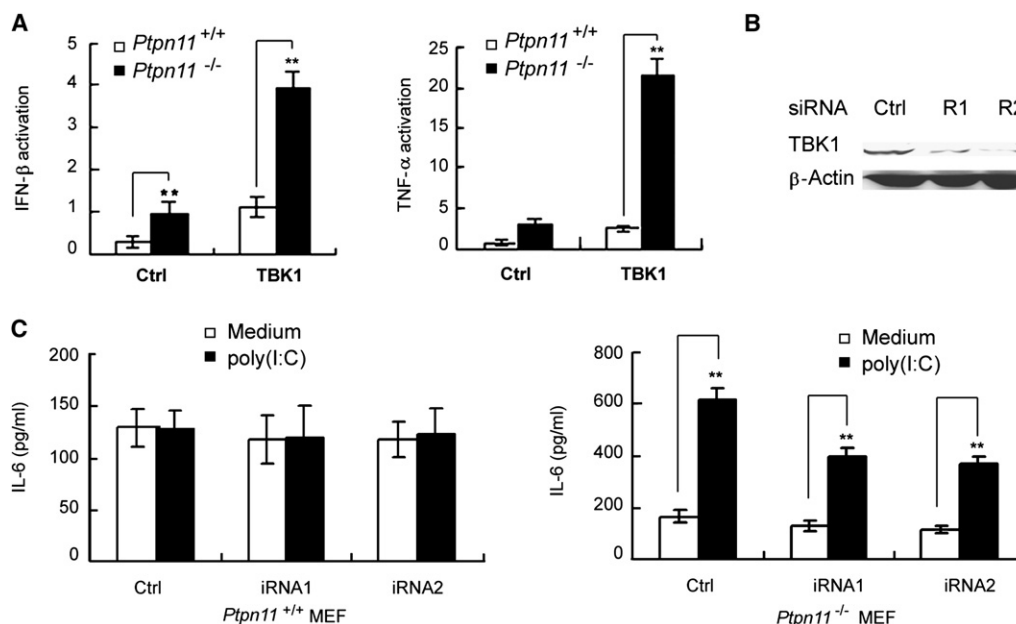 A
Ptpn11 +/+
Ptpn11 -/-
IFN-β activation
5
4
3
2
1
0
**
**
Ctrl
TBK1
Ptpn11 +/+
Ptpn11 -/-
TNF-α activation
25
20
15
10
5
0
**
Ctrl
TBK1
B
siRNA Ctrl R1 R2
TBK1
β-Actin
C
Medium
poly(I:C)
IL-6 (pg/ml)
200
150
100
50
0
Ctrl
iRNA1
iRNA2
Ptpn11 +/+ MEF
Medium
poly(I:C)
IL-6 (pg/ml)
800
600
400
200
0
**
**
**
Ctrl
iRNA1
iRNA2
Ptpn11 -/- MEF